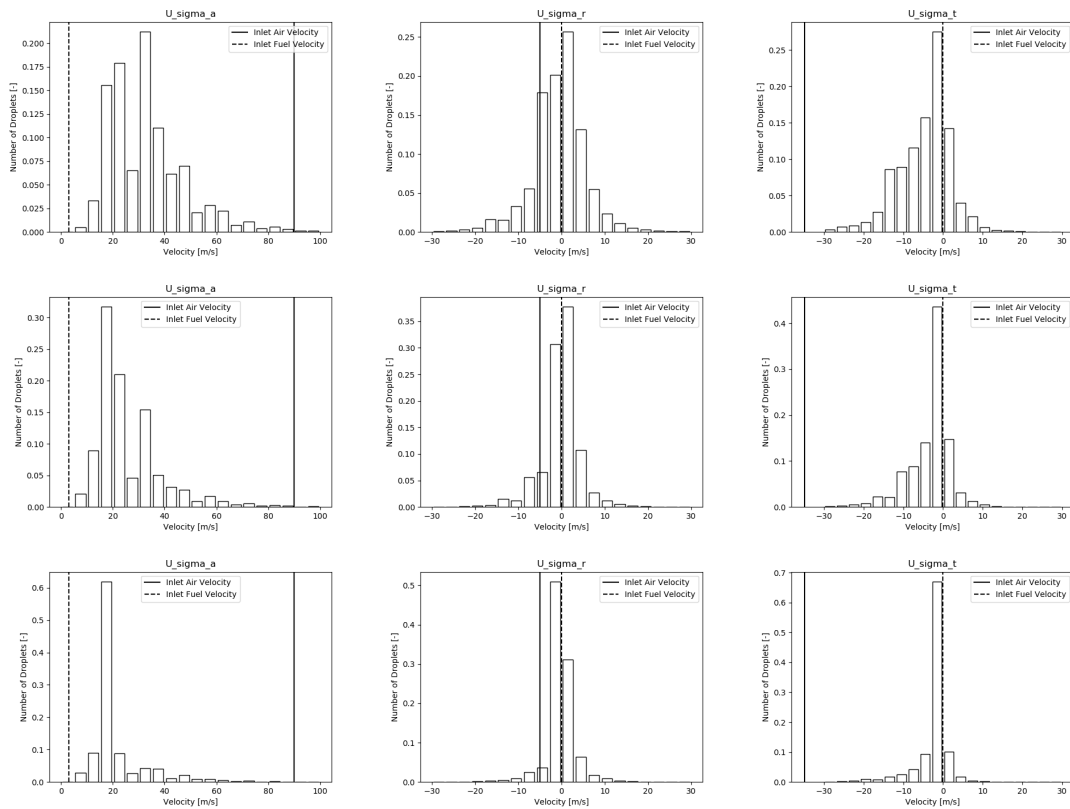 U_sigma_a
Number of Droplets [-]
0.200
0.175
0.150
0.125
0.100
0.075
0.050
0.025
0.000
Inlet Air Velocity
Inlet Fuel Velocity
0 20 40 60 80 100
Velocity [m/s]
U_sigma_r
Number of Droplets [-]
0.25
0.20
0.15
0.10
0.05
0.00
Inlet Air Velocity
Inlet Fuel Velocity
−30 −20 −10 0 10 20 30
Velocity [m/s]
U_sigma_t
Number of Droplets [-]
0.25
0.20
0.15
0.10
0.05
0.00
Inlet Air Velocity
Inlet Fuel Velocity
−30 −20 −10 0 10 20 30
Velocity [m/s]
U_sigma_a
Number of Droplets [-]
0.30
0.25
0.20
0.15
0.10
0.05
0.00
Inlet Air Velocity
Inlet Fuel Velocity
0 20 40 60 80 100
Velocity [m/s]
U_sigma_r
Number of Droplets [-]
0.35
0.30
0.25
0.20
0.15
0.10
0.05
0.00
Inlet Air Velocity
Inlet Fuel Velocity
−30 −20 −10 0 10 20 30
Velocity [m/s]
U_sigma_t
Number of Droplets [-]
0.4
0.3
0.2
0.1
0.0
Inlet Air Velocity
Inlet Fuel Velocity
−30 −20 −10 0 10 20 30
Velocity [m/s]
U_sigma_a
Number of Droplets [-]
0.6
0.5
0.4
0.3
0.2
0.1
0.0
Inlet Air Velocity
Inlet Fuel Velocity
0 20 40 60 80 100
Velocity [m/s]
U_sigma_r
Number of Droplets [-]
0.5
0.4
0.3
0.2
0.1
0.0
Inlet Air Velocity
Inlet Fuel Velocity
−30 −20 −10 0 10 20 30
Velocity [m/s]
U_sigma_t
Number of Droplets [-]
0.7
0.6
0.5
0.4
0.3
0.2
0.1
0.0
Inlet Air Velocity
Inlet Fuel Velocity
−30 −20 −10 0 10 20 30
Velocity [m/s]